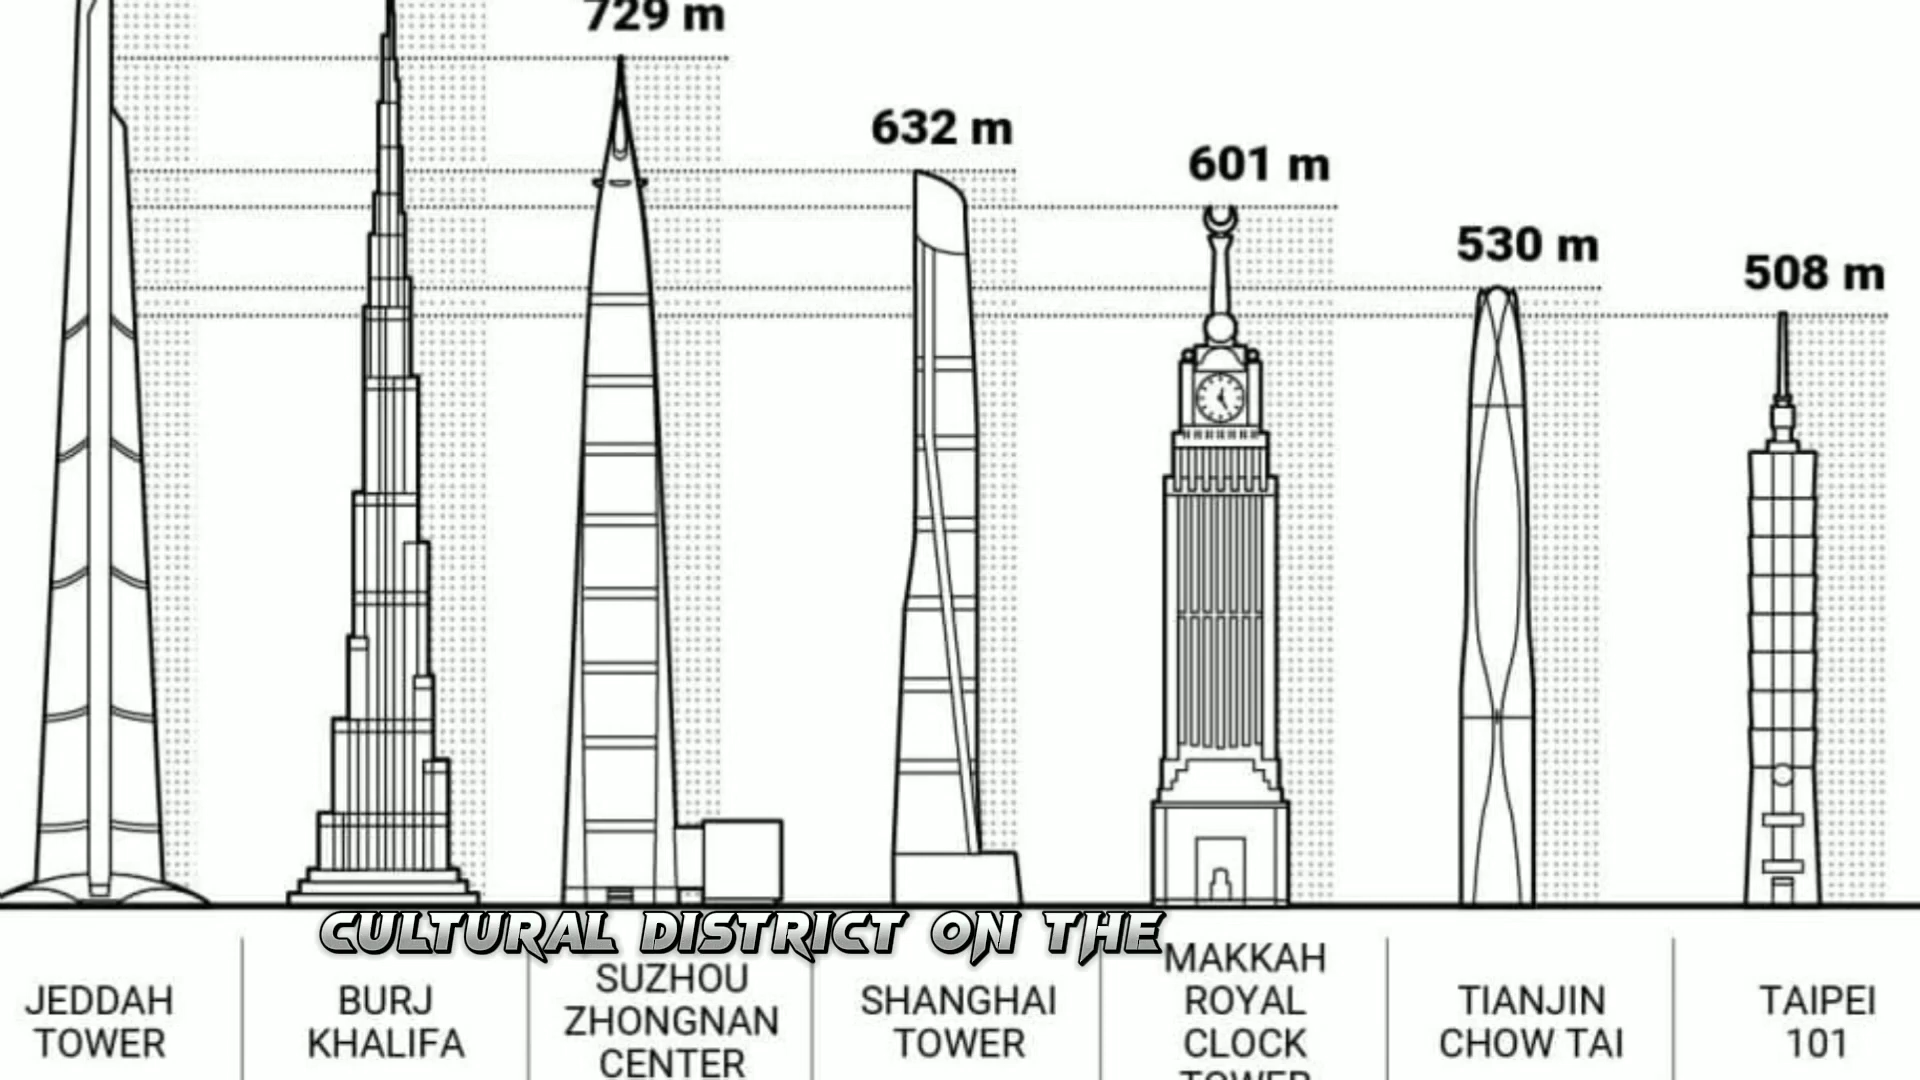 729 m
632 m
601 m
530 m
508 m
CULTURAL DISTRICT ON THE
JEDDAH
TOWER
BURJ
KHALIFA
SUZHOU
ZHONGNAN
CENTER
SHANGHAI
TOWER
MAKKAH
ROYAL
CLOCK
TOWER
TIANJIN
CHOW TAI
TAIPEI
101